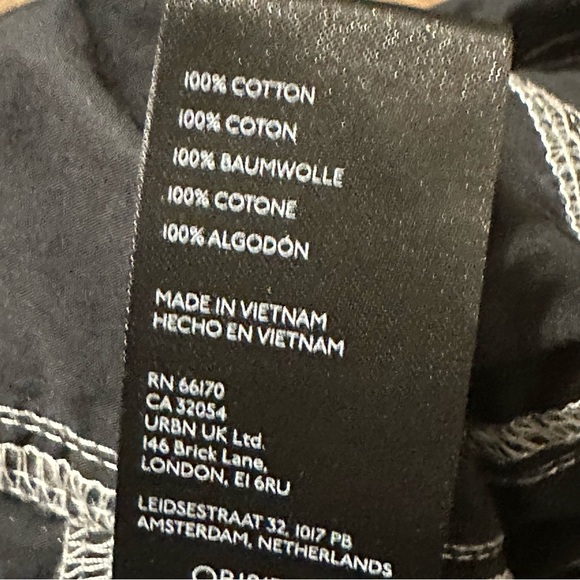 100% COTTON
100% COTON
100% BAUMWOLLE
100% COTONE
100% ALGODÓN
MADE IN VIETNAM
HECHO EN VIETNAM
RN 66170
CA 32054
URBN UK Ltd.
146 Brick Lane,
LONDON, E1 6RU
LEIDSESTRAAT 32, 1017 PB
AMSTERDAM, NETHERLANDS